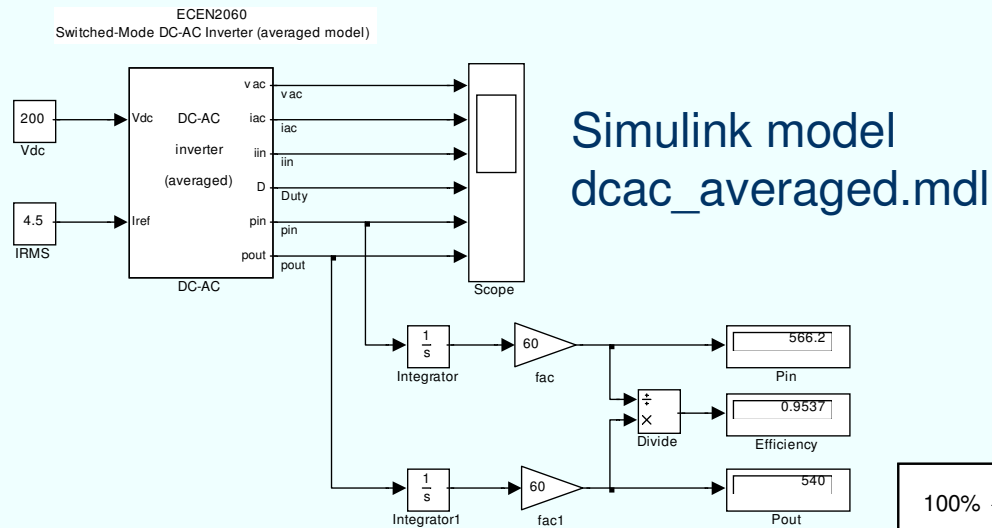 ECEN2060
Switched-Mode DC-AC Inverter (averaged model)
Simulink model
dcac_averaged.mdl
200
Vdc
4.5
IRMS
Vdc
Iref
DC-AC
inverter
(averaged)
vac
iac
iin
D
pin
pout
DC-AC
vac
iac
iin
Duty
pin
pout
Scope
1
s
Integrator
60
fac
566.2
Pin
÷
×
Divide
0.9537
Efficiency
1
s
Integrator1
60
fac1
540
Pout
100%